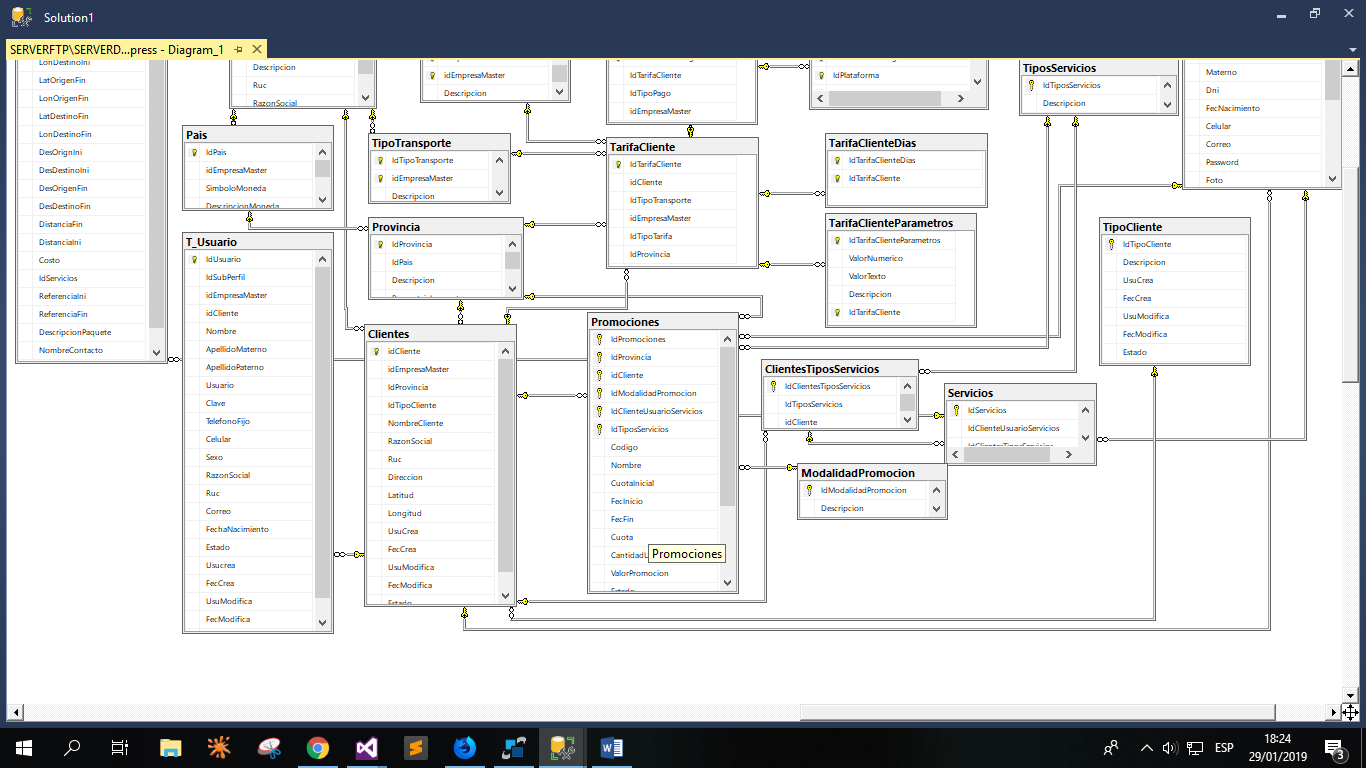 Solution1
SERVERFTP\SERVERD...press - Diagram_1
LonDestinoIni
LatOrigenFin
LonOrigenFin
LatDestinoFin
LonDestinoFin
DesOrignIni
DesDestinoIni
DesOrigenFin
DesDestinoFin
DistanciaFin
DistanciaIni
Costo
IdServicios
ReferenciaIni
ReferenciaFin
DescripcionPaquete
NombreContacto
Descripcion
Ruc
RazonSocial
idEmpresaMaster
Descripcion
IdTarifaCliente
IdTipoPago
idEmpresaMaster
IdPlataforma
TiposServicios
IdTiposServicios
Descripcion
Materno
Dni
FecNacimiento
Celular
Correo
Password
Foto
Pais
IdPais
idEmpresaMaster
SimboloMoneda
DescripcionMoneda
TipoTransporte
IdTipoTransporte
idEmpresaMaster
Descripcion
TarifaCliente
IdTarifaCliente
idCliente
IdTipoTransporte
idEmpresaMaster
IdTipoTarifa
IdProvincia
TarifaClienteDias
IdTarifaClienteDias
IdTarifaCliente
TarifaClienteParametros
IdTarifaClienteParametros
ValorNumerico
ValorTexto
Descripcion
IdTarifaCliente
TipoCliente
IdTipoCliente
Descripcion
UsuCrea
FecCrea
UsuModifica
FecModifica
Estado
Provincia
IdProvincia
IdPais
Descripcion
T_Usuario
IdUsuario
IdSubPerfil
idEmpresaMaster
idCliente
Nombre
ApellidoMaterno
ApellidoPaterno
Usuario
Clave
TelefonoFijo
Celular
Sexo
RazonSocial
Ruc
Correo
FechaNacimiento
Estado
Usucrea
FecCrea
UsuModifica
FecModifica
Clientes
idCliente
idEmpresaMaster
IdProvincia
IdTipoCliente
NombreCliente
RazonSocial
Ruc
Direccion
Latitud
Longitud
UsuCrea
FecCrea
UsuModifica
FecModifica
Estado
Promociones
IdPromociones
IdProvincia
idCliente
IdModalidadPromocion
IdClienteUsuarioServicios
IdTiposServicios
Codigo
Nombre
CuotaInicial
FecInicio
FecFin
Cuota
CantidadU
Promociones
ValorPromocion
Estado
ClientesTiposServicios
IdClientesTiposServicios
IdTiposServicios
idCliente
Servicios
IdServicios
IdClienteUsuarioServicios
IdClientesTiposServicios
ModalidadPromocion
IdModalidadPromocion
Descripcion
ESP
18:24
29/01/2019
3